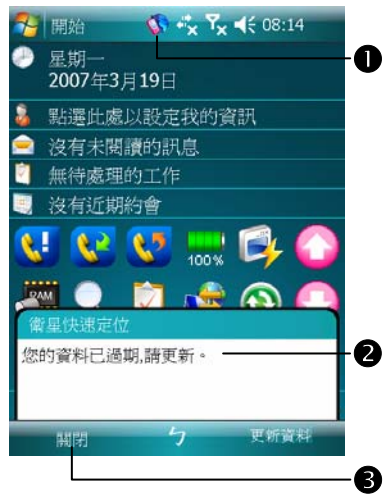 開始 08:14
❶
星期一
2007年3月19日
點選此處以設定我的資訊
沒有未閱讀的訊息
無待處理的工作
沒有近期約會
100%
RAM
衛星快速定位
您的資料已過期,請更新。
❷
關閉 ㄅ 更新資料
❸